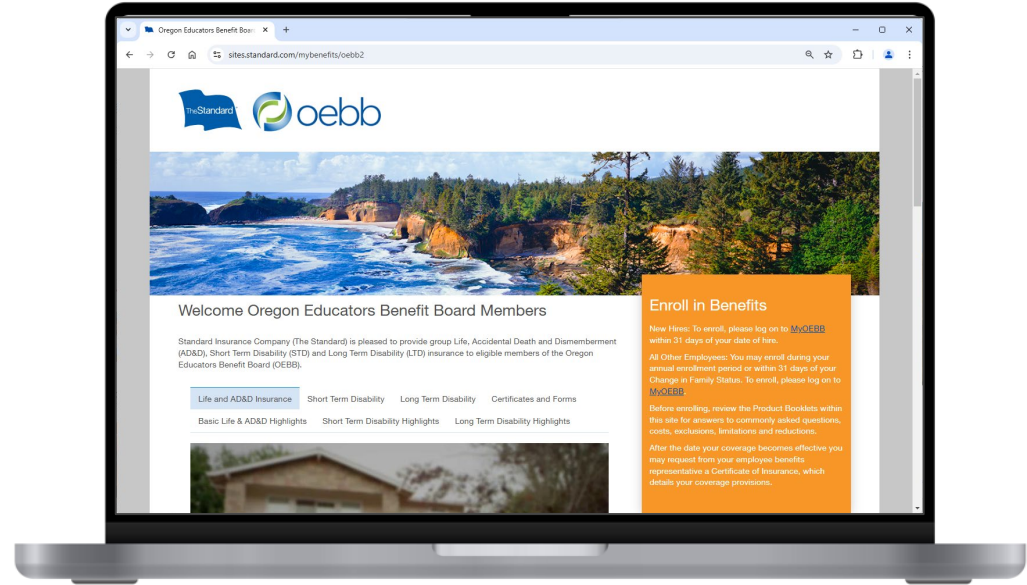 Oregon Educators Benefit Boar
sites.standard.com/mybenefits/oebb2
TheStandard
oebb
Welcome Oregon Educators Benefit Board Members
Standard Insurance Company (The Standard) is pleased to provide group Life, Accidental Death and Dismemberment
(AD&D), Short Term Disability (STD) and Long Term Disability (LTD) insurance to eligible members of the Oregon
Educators Benefit Board (OEBB).
Life and AD&D Insurance Short Term Disability Long Term Disability Certificates and Forms
Basic Life & AD&D Highlights Short Term Disability Highlights Long Term Disability Highlights
Enroll in Benefits
New Hires: To enroll, please log on to MyOEBB
within 31 days of your date of hire.
All Other Employees: You may enroll during your
annual enrollment period or within 31 days of your
Change in Family Status. To enroll, please log on to
MyOEBB.
Before enrolling, review the Product Booklets within
this site for answers to commonly asked questions,
costs, exclusions, limitations and reductions.
After the date your coverage becomes effective you
may request from your employee benefits
representative a Certificate of Insurance, which
details your coverage provisions.